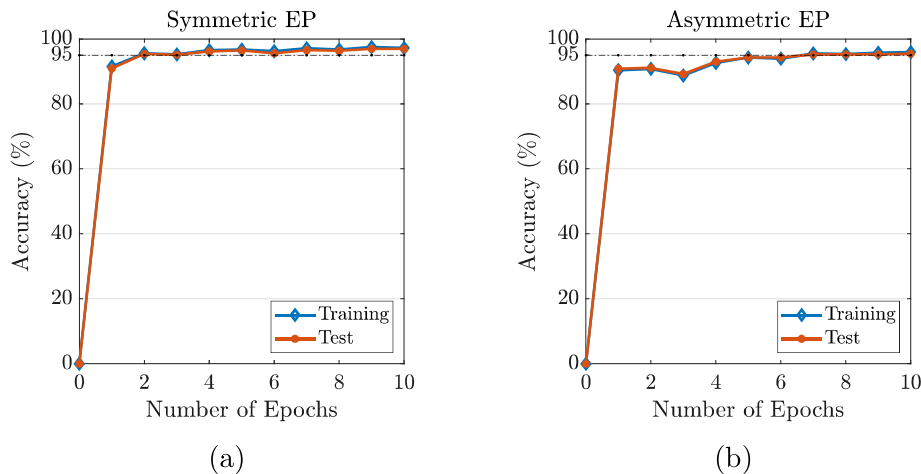 Symmetric EP
100
95
80
60
40
20
0
Accuracy (%)
Training
Test
0 2 4 6 8 10
Number of Epochs
(a)
Asymmetric EP
100
95
80
60
40
20
0
Accuracy (%)
Training
Test
0 2 4 6 8 10
Number of Epochs
(b)